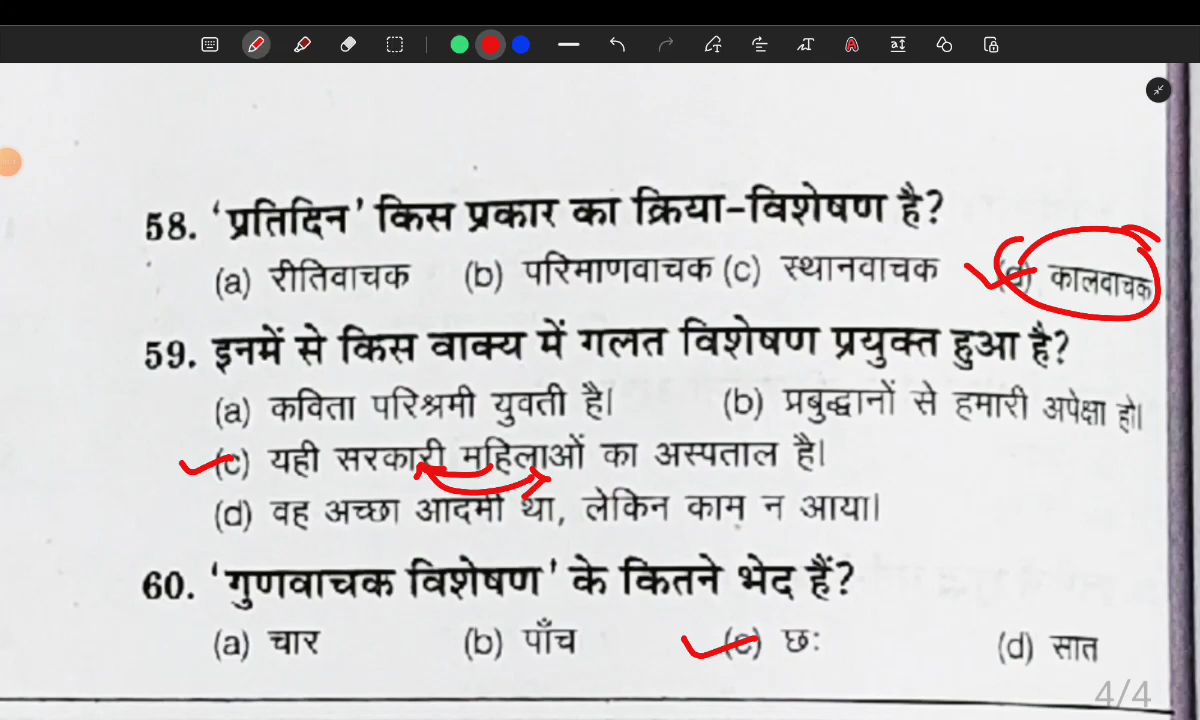 58. ‘प्रतिदिन’ किस प्रकार का क्रिया-विशेषण है?
(a) रीतिवाचक (b) परिमाणवाचक (c) स्थानवाचक (d) कालवाचक
59. इनमें से किस वाक्य में गलत विशेषण प्रयुक्त हुआ है?
(a) कविता परिश्रमी युवती है। (b) प्रबुद्धानों से हमारी अपेक्षा हो।
(c) यही सरकारी महिलाओं का अस्पताल है।
(d) वह अच्छा आदमी था, लेकिन काम न आया।
60. ‘गुणवाचक विशेषण’ के कितने भेद हैं?
(a) चार (b) पाँच (c) छः (d) सात
4/4